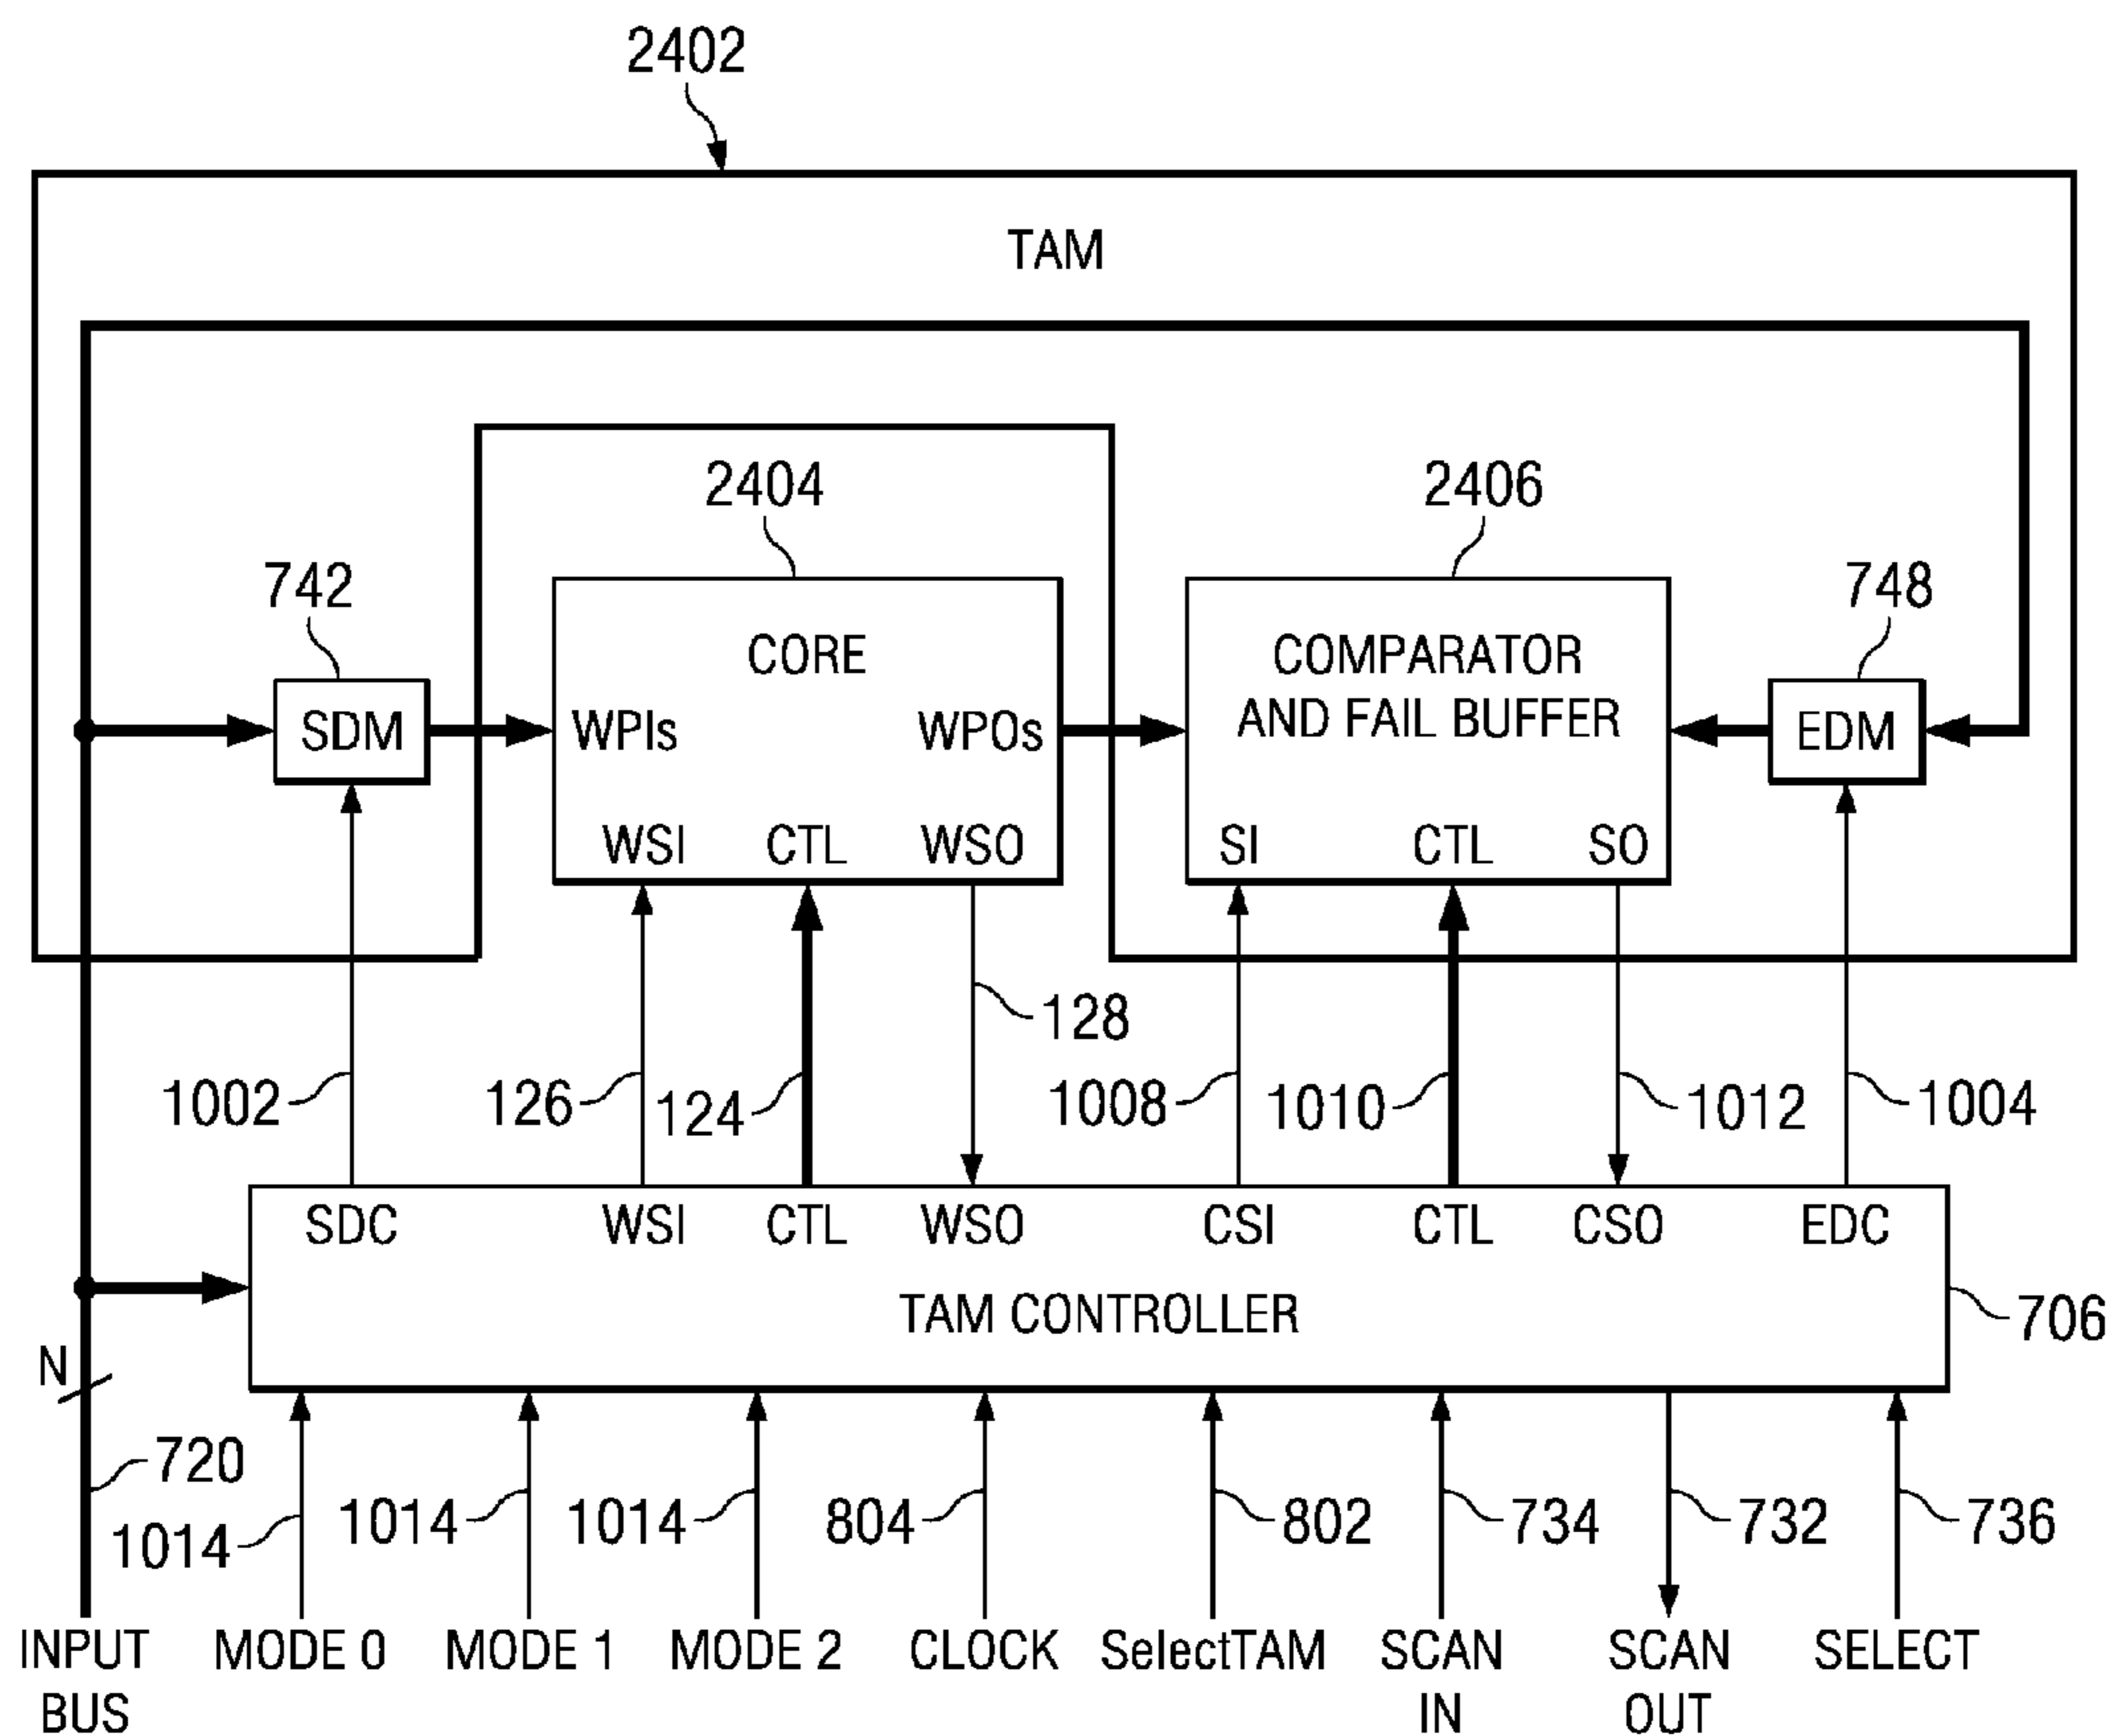 2402
TAM
2404
2406
742
748
CORE
COMPARATOR
AND FAIL BUFFER
SDM
WPIs
WPOs
EDM
WSI
CTL
WSO
SI
CTL
SO
128
1002
126
124
1008
1010
1012
1004
SDC
WSI
CTL
WSO
CSI
CTL
CSO
EDC
TAM CONTROLLER
706
N
720
1014
1014
1014
804
802
734
732
736
INPUT
BUS
MODE 0
MODE 1
MODE 2
CLOCK
SelectTAM
SCAN
IN
SCAN
OUT
SELECT